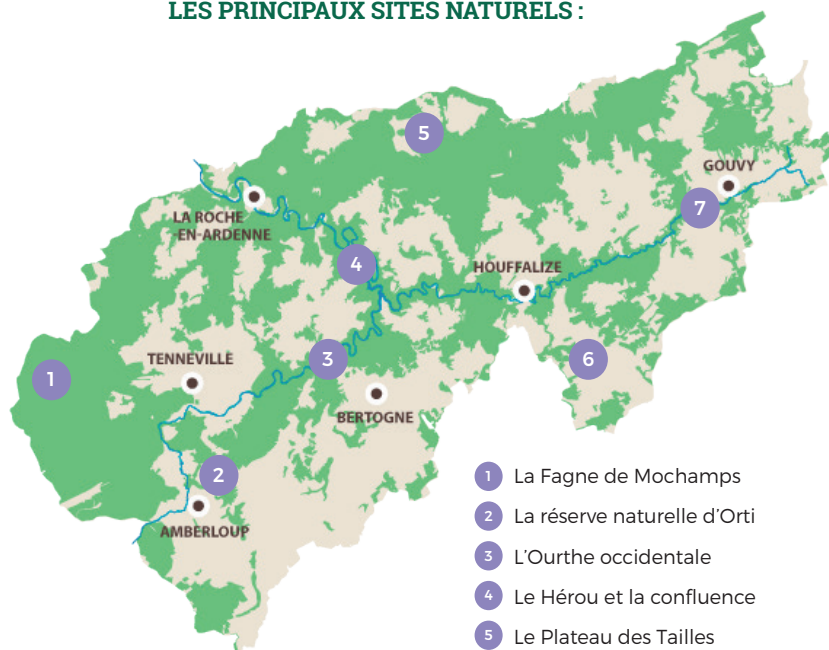 LES PRINCIPAUX SITES NATURELS :
5
GOUVY
LA ROCHE
EN-ARDENNE
7
4
HOUFFALIZE
TENNEVILLE
3
6
1
BERTOGNE
2
AMBERLOUP
1 La Fagne de Mochamps
2 La réserve naturelle d'Orti
3 L'Ourthe occidentale
4 Le Hérou et la confluence
5 Le Plateau des Tailles